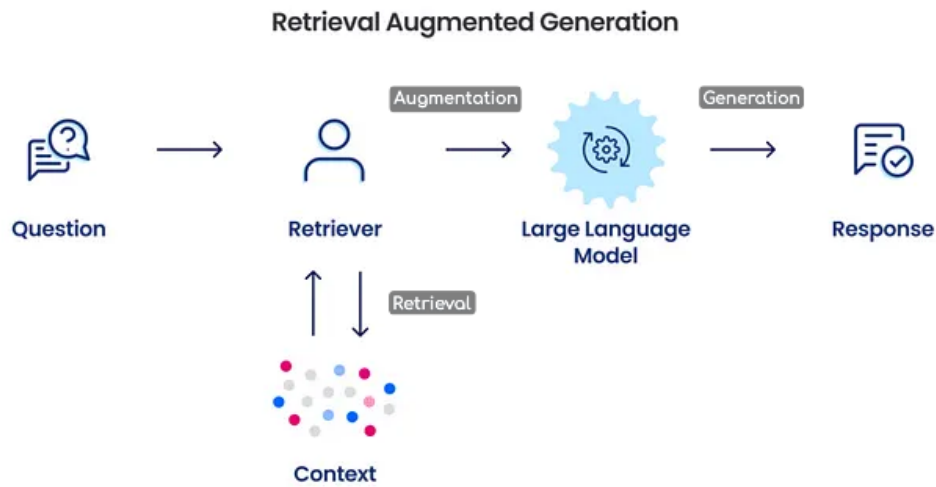 Retrieval Augmented Generation
Augmentation
Generation
?
Question
Retriever
Large Language
Model
Response
Retrieval
Context